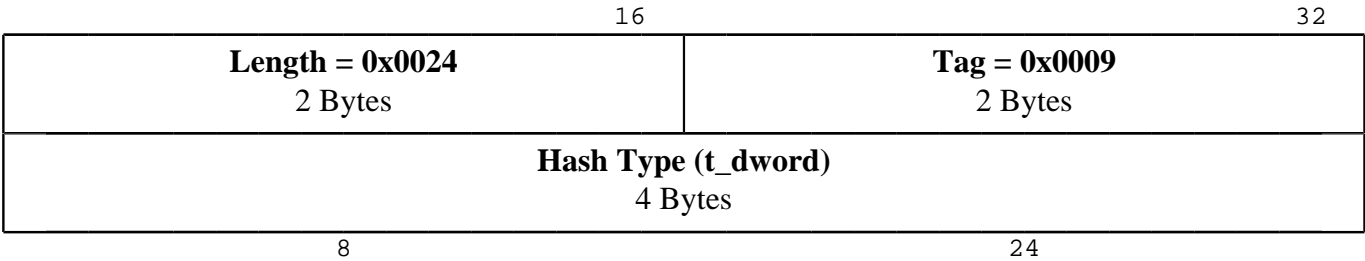 16 32
Length = 0x0024 Tag = 0x0009
2 Bytes 2 Bytes
Hash Type (t_dword)
4 Bytes
8 24